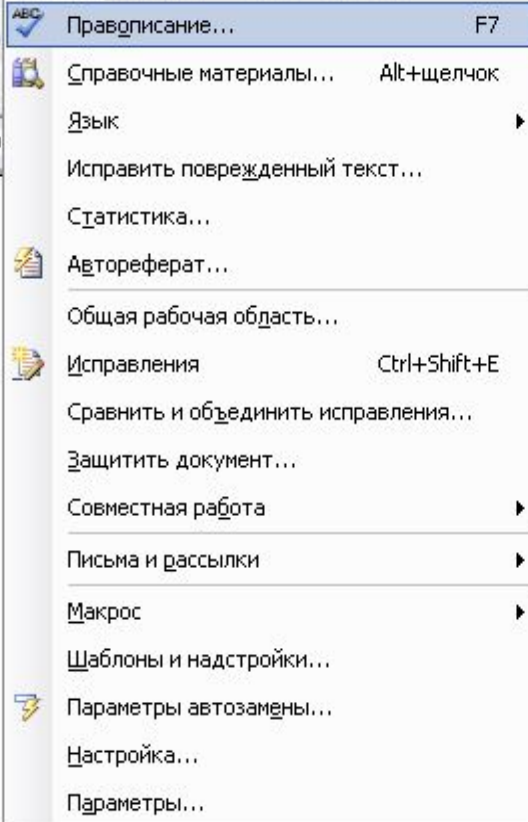 ABC
Правописание... F7
Справочные материалы... Alt+щелчок
Язык
Исправить поврежденный текст...
Статистика...
Автореферат...
Общая рабочая область...
Исправления Ctrl+Shift+E
Сравнить и объединить исправления...
Защитить документ...
Совместная работа
Письма и рассылки
Макрос
Шаблоны и надстройки...
Параметры автозамены...
Настройка...
Параметры...